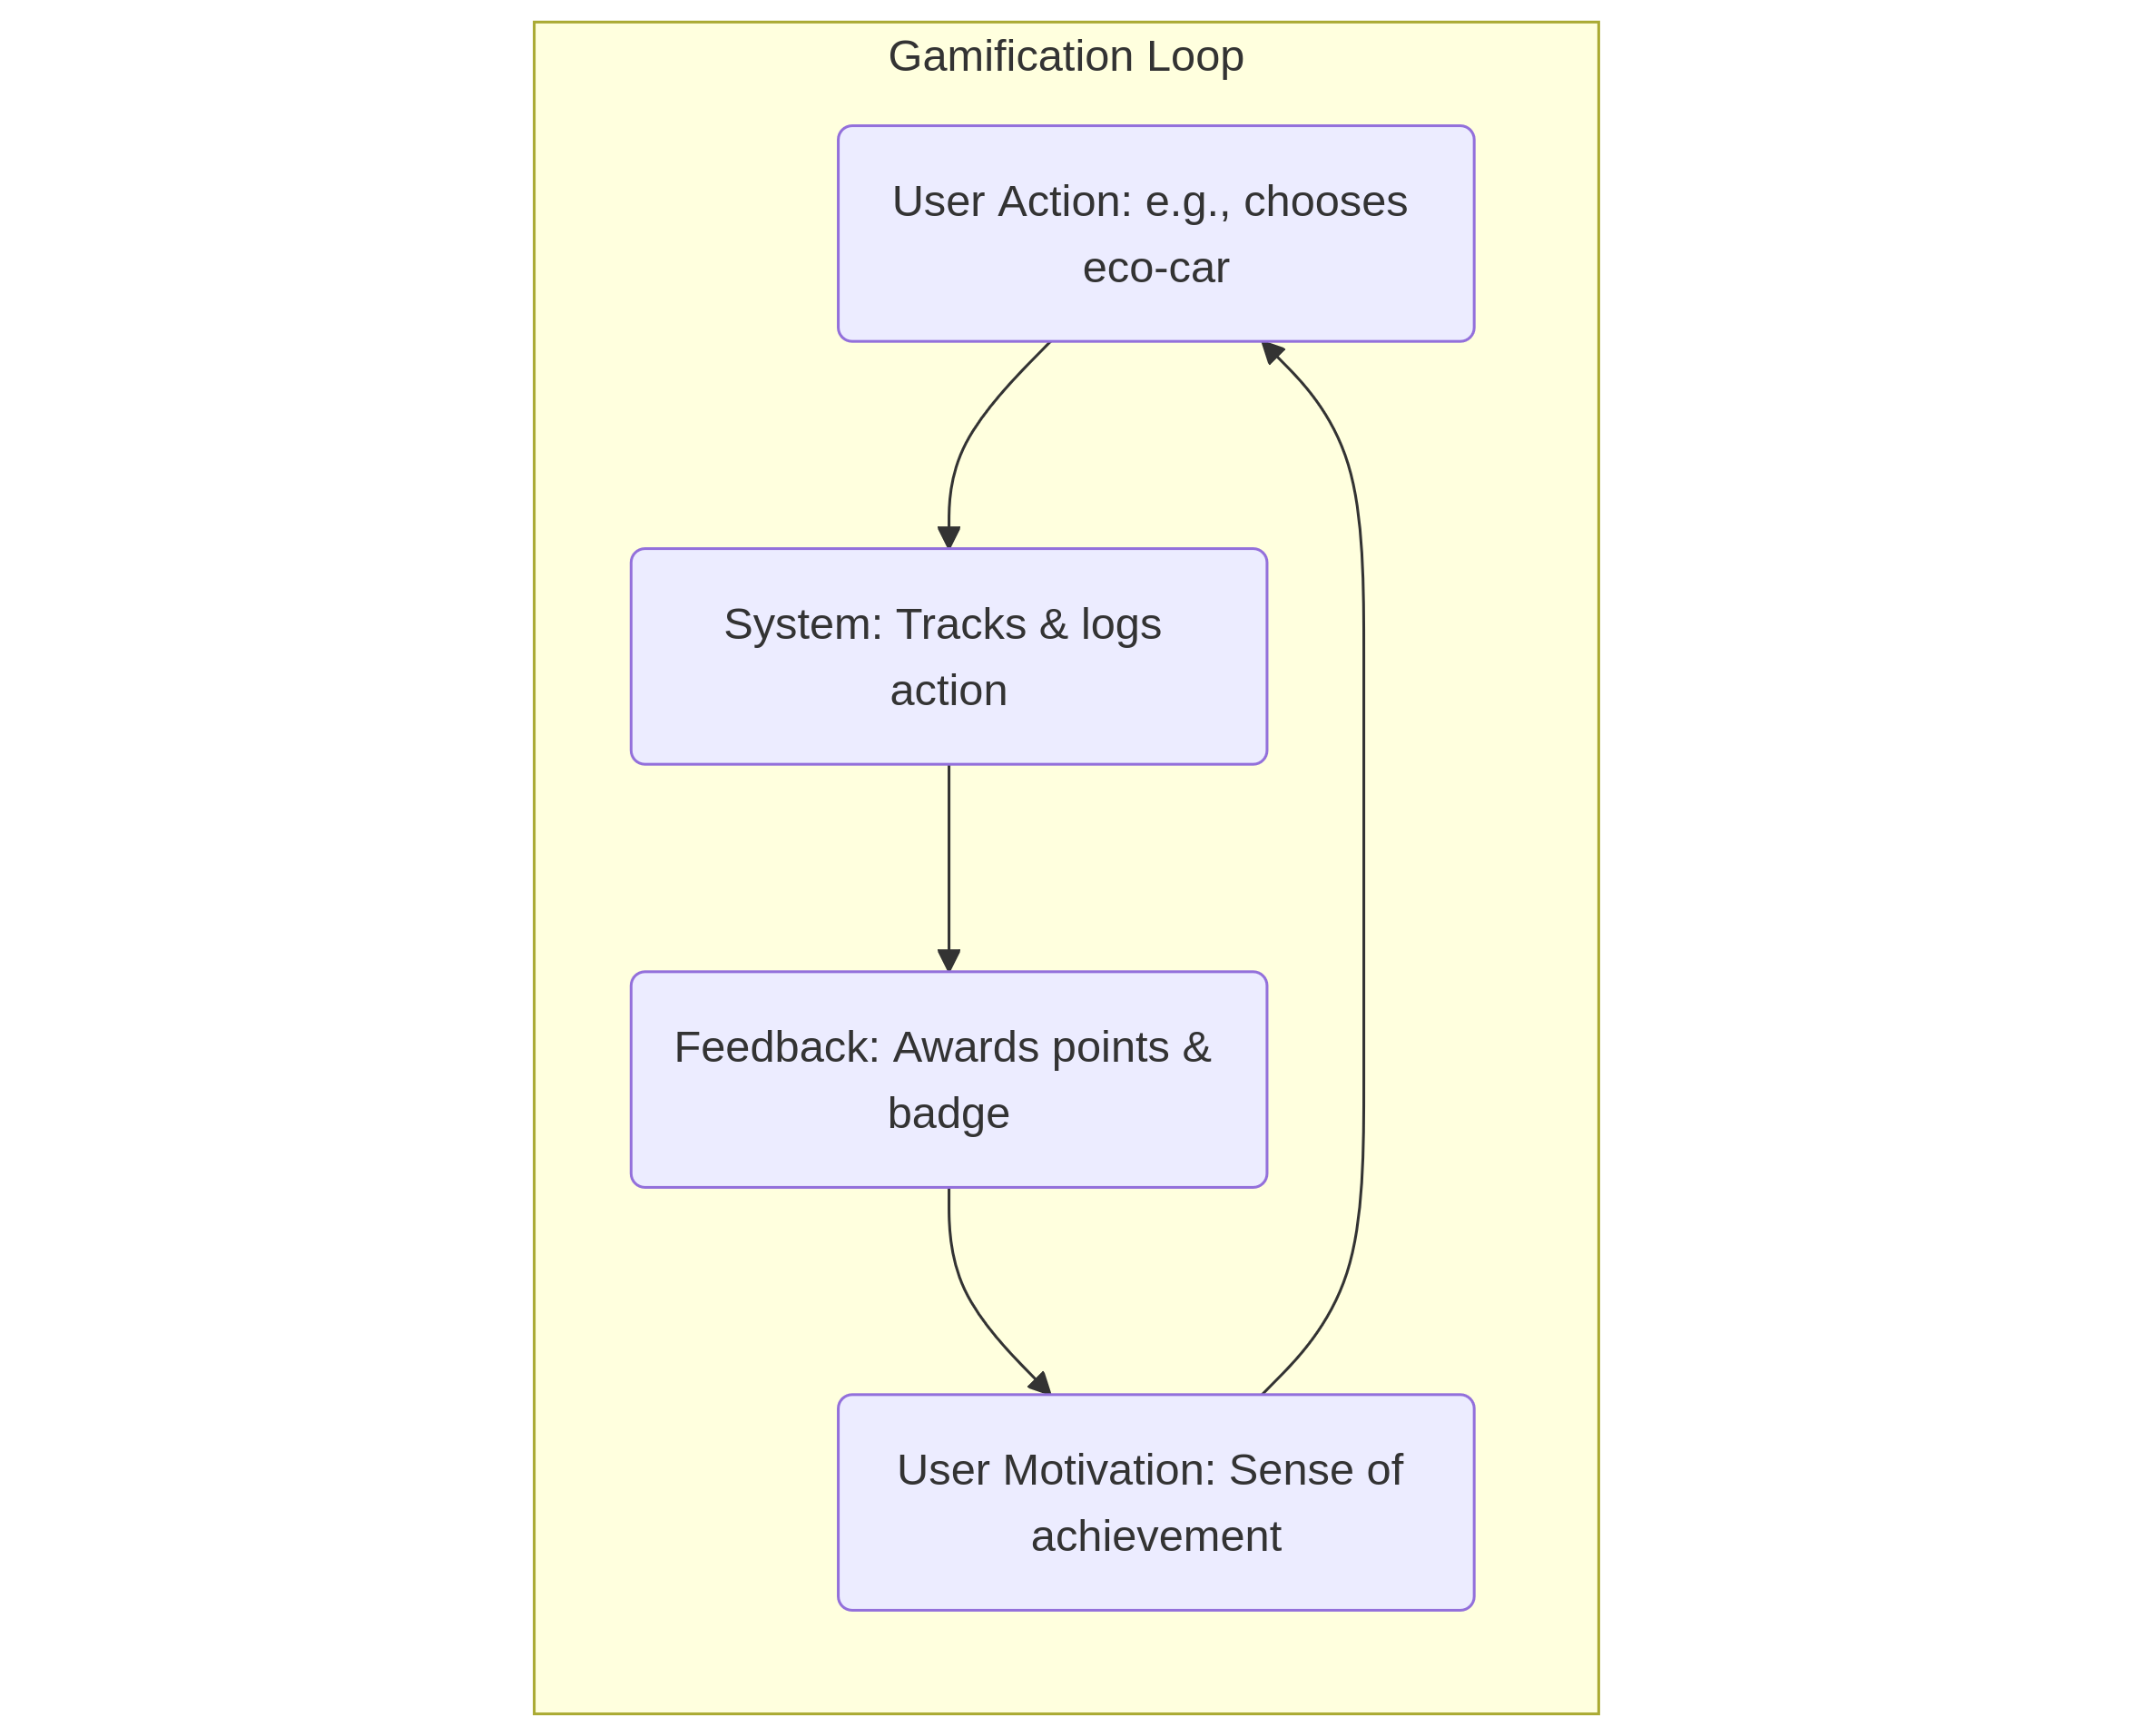 Gamification Loop
User Action: e.g., chooses
eco-car
System: Tracks & logs
action
Feedback: Awards points &
badge
User Motivation: Sense of
achievement